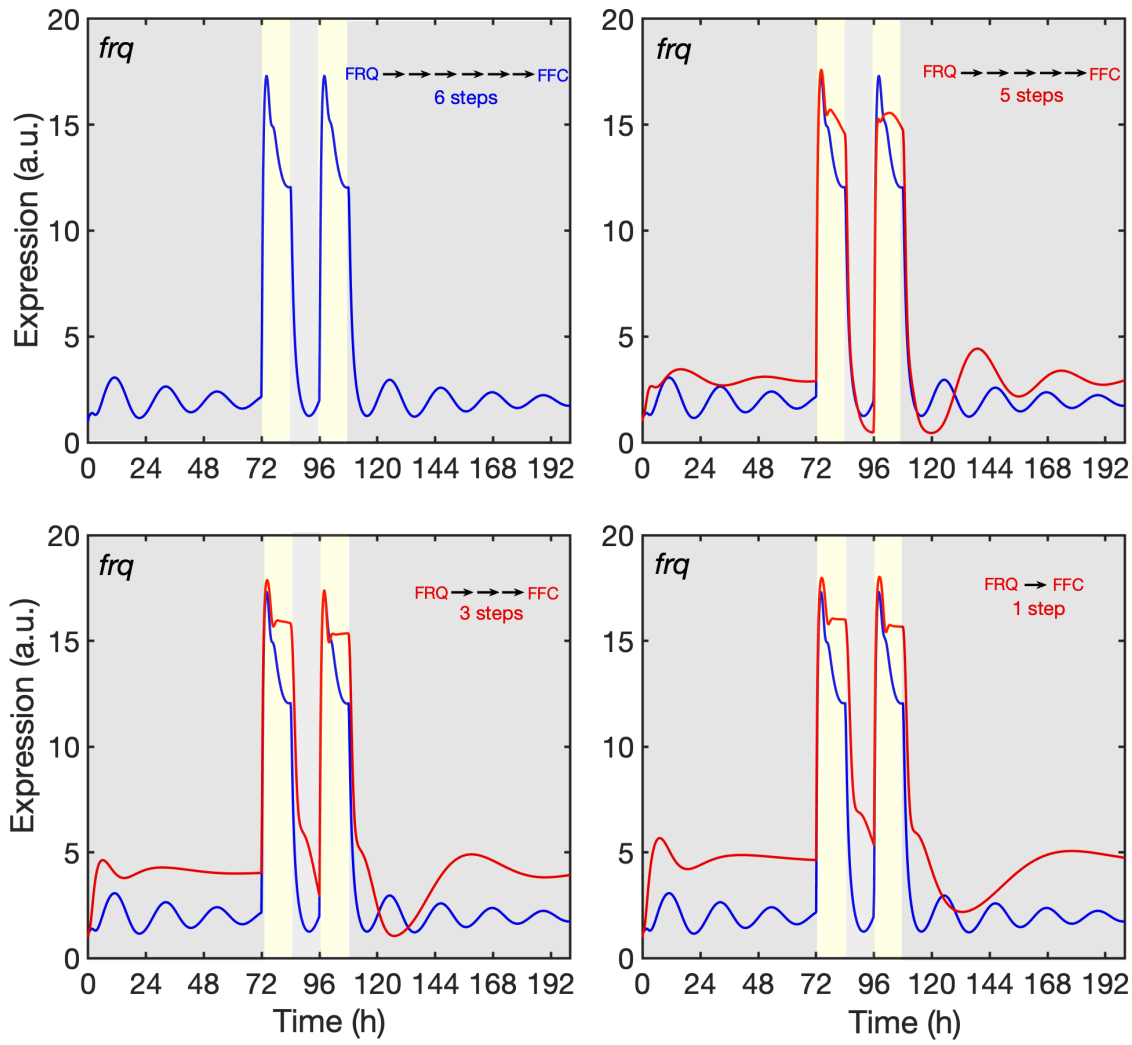 20
15
10
5
0
Expression (a.u.)
frq
FRQ FFC
6 steps
0 24 48 72 96 120 144 168 192
20
15
10
5
0
frq
FRQ FFC
5 steps
0 24 48 72 96 120 144 168 192
20
15
10
5
0
Expression (a.u.)
frq
FRQ FFC
3 steps
0 24 48 72 96 120 144 168 192
Time (h)
20
15
10
5
0
frq
FRQ FFC
1 step
0 24 48 72 96 120 144 168 192
Time (h)